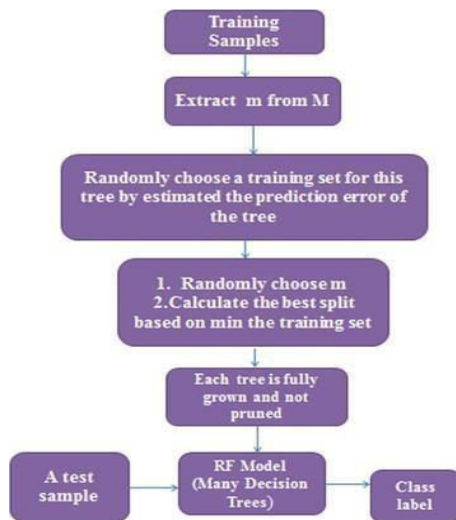 Training
Samples
Extract m from M
Randomly choose a training set for this
tree by estimated the prediction error of
the tree
1. Randomly choose m
2.Calculate the best split
based on min the training set
Each tree is fully
grown and not
pruned
A test
sample
RF Model
(Many Decision
Trees)
Class
label